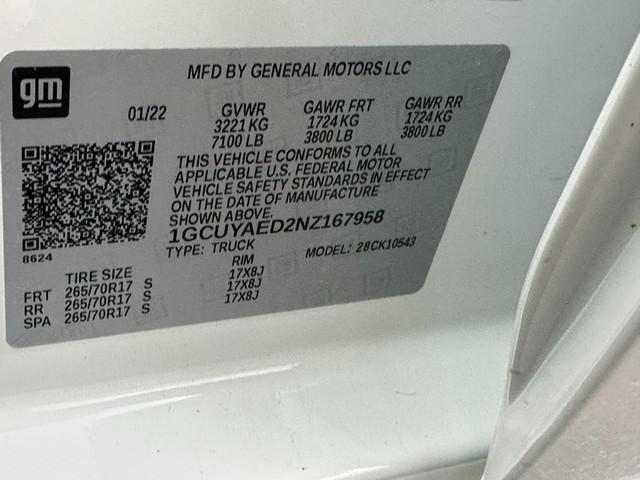 gm
MFD BY GENERAL MOTORS LLC
01/22 GVWR GAWR FRT GAWR RR
3221 KG 1724 KG 1724 KG
7100 LB 3800 LB 3800 LB
THIS VEHICLE CONFORMS TO ALL
APPLICABLE U.S. FEDERAL MOTOR
VEHICLE SAFETY STANDARDS IN EFFECT
ON THE DATE OF MANUFACTURE
SHOWN ABOVE.
1GCUYAED2NZ167958
8624
TYPE: TRUCK MODEL: 28CK10543
TIRE SIZE RIM
FRT 265/70R17 S 17X8J
RR 265/70R17 S 17X8J
SPA 265/70R17 S 17X8J